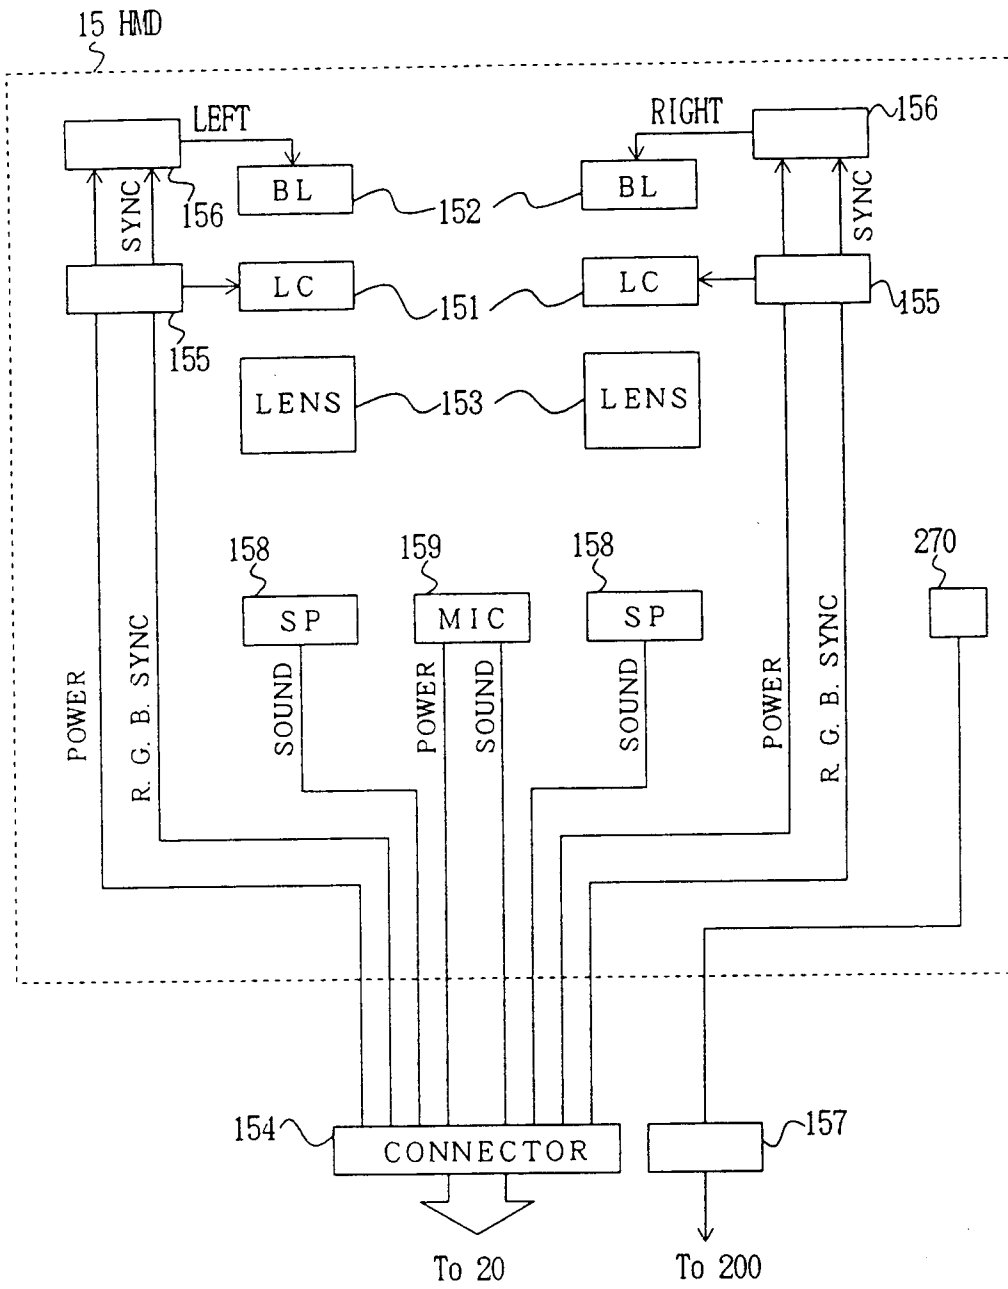 15 HMD
LEFT
RIGHT
156
BL
BL
156
SYNC
152
SYNC
LC
LC
151
155
155
LENS
153
LENS
158
159
158
270
SP
MIC
SP
POWER
R. G. B. SYNC
SOUND
POWER
SOUND
SOUND
POWER
R. G. B. SYNC
154
CONNECTOR
157
To 20
To 200